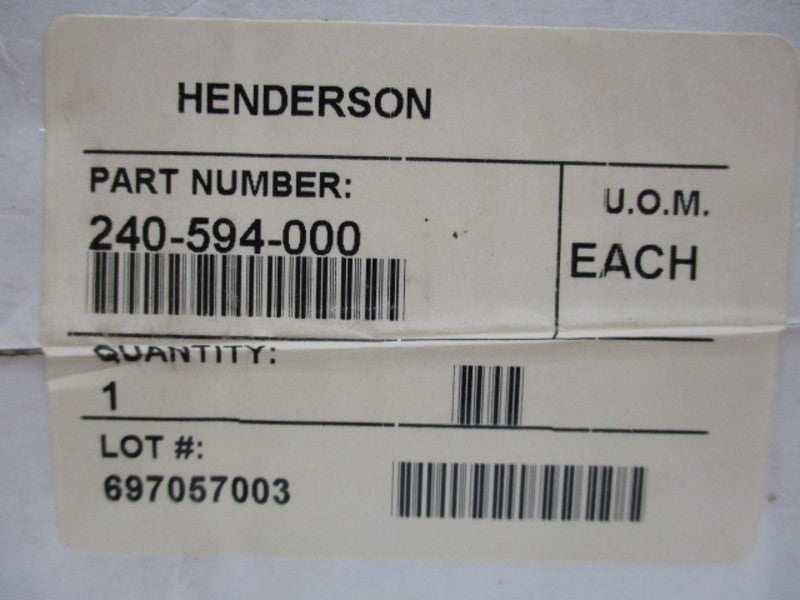 HENDERSON
PART NUMBER:
240-594-000
U.O.M.
EACH
QUANTITY:
1
LOT #:
697057003